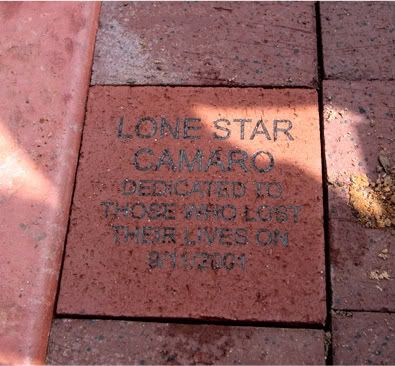 LONE STAR
CAMARO
DEDICATED TO
THOSE WHO LOST
THEIR LIVES ON
9/11/2001